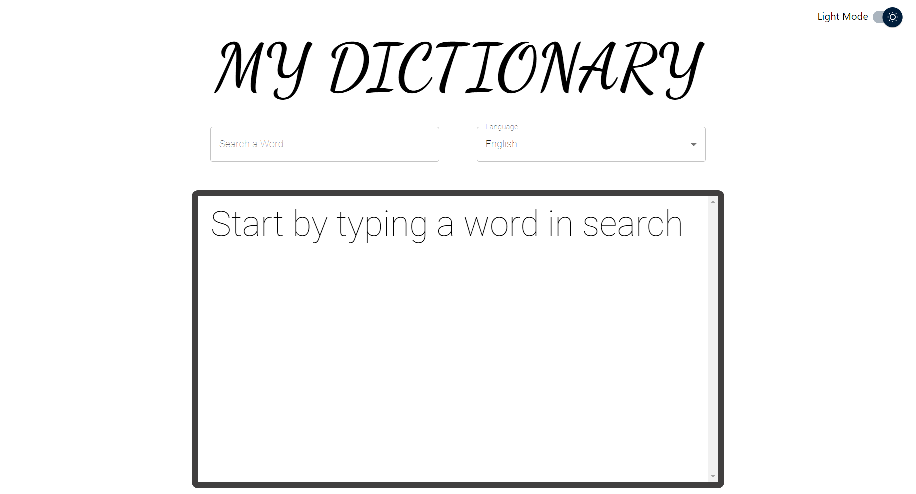 Light Mode
MY DICTIONARY
Search a Word
Language
English
Start by typing a word in search